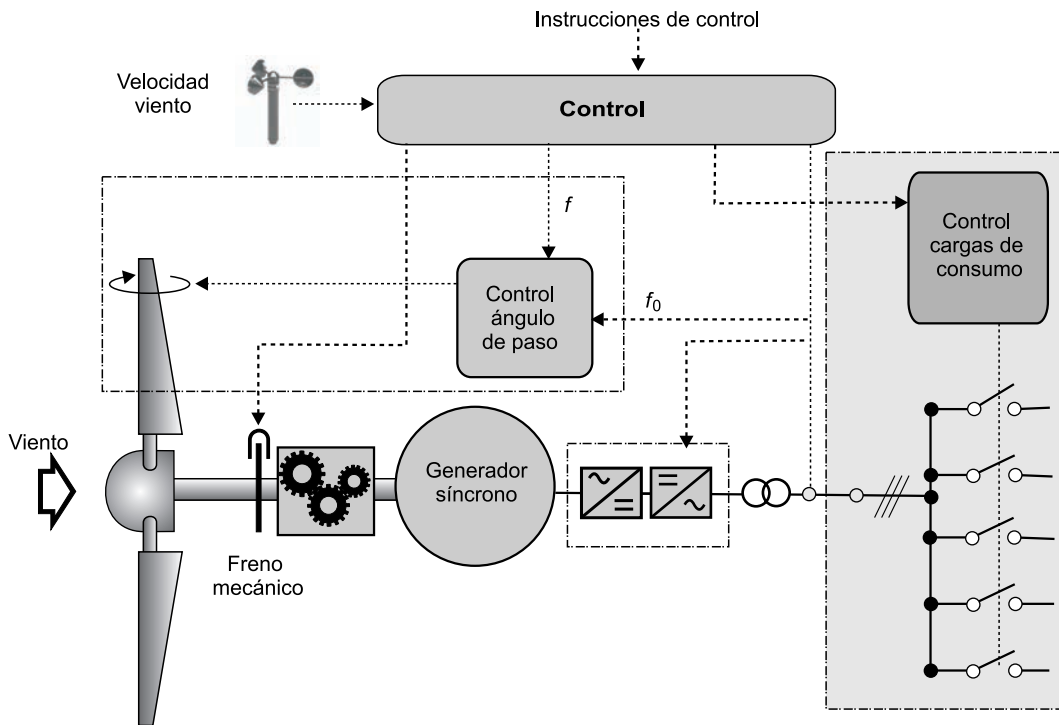 Instrucciones de control
Velocidad
viento
Control
f
Control
cargas de
consumo
Control
ángulo
de paso
f0
Viento
Generador
síncrono
Freno
mecánico